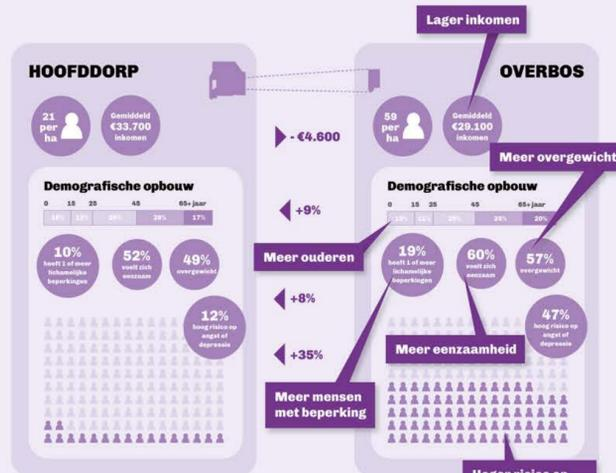 Lager inkomen
HOOFDDORP
OVERBOS
21
per
ha
Gemiddeld
€33.700
inkomen
- €4.600
59
per
ha
Gemiddeld
€29.100
inkomen
Meer overgewicht
Demografische opbouw
0 15 25 45 65+ jaar
17%
+9%
Demografische opbouw
0 15 25 45 65+ jaar
20%
Meer ouderen
10%
heeft 1 of meer
lichamelijke
beperkingen
52%
voelt zich
eenzaam
49%
overgewicht
19%
heeft 1 of meer
lichamelijke
beperkingen
60%
voelt zich
eenzaam
57%
overgewicht
+8%
12%
hoog risico op
angst of
depressie
47%
hoog risico op
angst of
depressie
+35%
Meer eenzaamheid
Meer mensen
met beperking